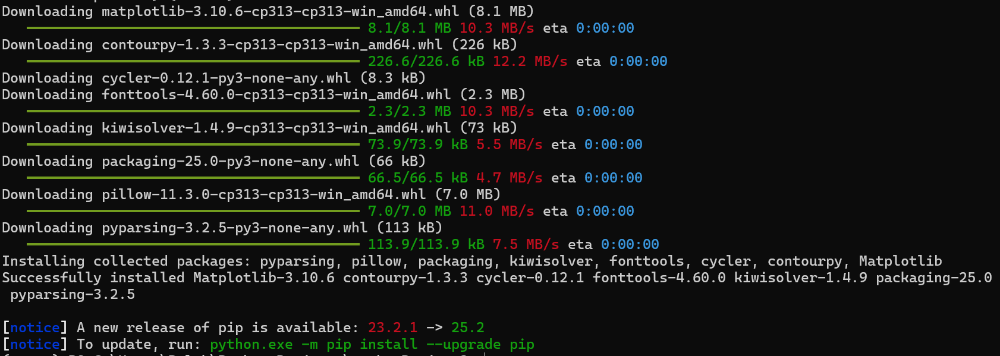 Downloading matplotlib-3.10.6-cp313-cp313-win_amd64.whl (8.1 MB)
8.1/8.1 MB 10.3 MB/s eta 0:00:00
Downloading contourpy-1.3.3-cp313-cp313-win_amd64.whl (226 kB)
226.6/226.6 kB 12.2 MB/s eta 0:00:00
Downloading cycler-0.12.1-py3-none-any.whl (8.3 kB)
Downloading fonttools-4.60.0-cp313-cp313-win_amd64.whl (2.3 MB)
2.3/2.3 MB 10.3 MB/s eta 0:00:00
Downloading kiwisolver-1.4.9-cp313-cp313-win_amd64.whl (73 kB)
73.9/73.9 kB 5.5 MB/s eta 0:00:00
Downloading packaging-25.0-py3-none-any.whl (66 kB)
66.5/66.5 kB 4.7 MB/s eta 0:00:00
Downloading pillow-11.3.0-cp313-cp313-win_amd64.whl (7.0 MB)
7.0/7.0 MB 11.0 MB/s eta 0:00:00
Downloading pyparsing-3.2.5-py3-none-any.whl (113 kB)
113.9/113.9 kB 7.5 MB/s eta 0:00:00
Installing collected packages: pyparsing, pillow, packaging, kiwisolver, fonttools, cycler, contourpy, Matplotlib
Successfully installed Matplotlib-3.10.6 contourpy-1.3.3 cycler-0.12.1 fonttools-4.60.0 kiwisolver-1.4.9 packaging-25.0
pyparsing-3.2.5
[notice] A new release of pip is available: 23.2.1 -> 25.2
[notice] To update, run: python.exe -m pip install --upgrade pip